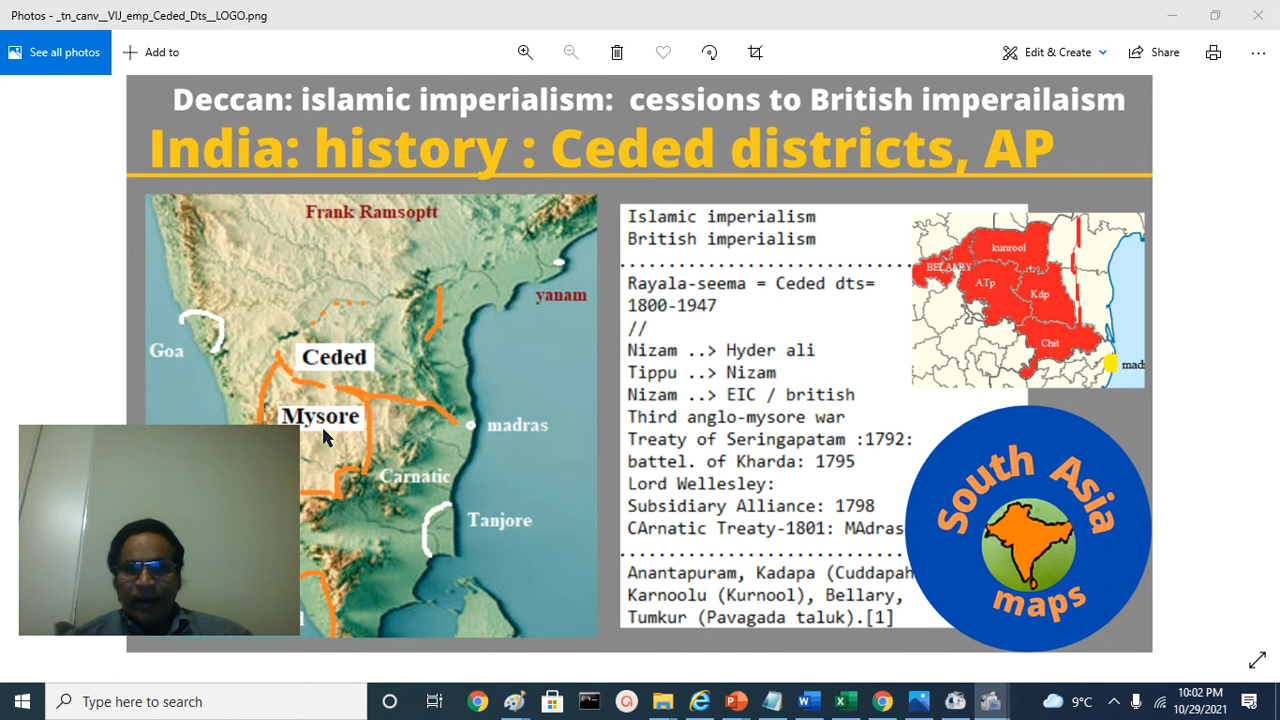 Photos - _tn_canv__VIJ_emp_Ceded_Dts__LOGO.png
See all photos
Add to
Edit & Create
Share
Deccan: islamic imperialism: cessions to British imperailaism
India: history : Ceded districts, AP
Frank Ramsoptt
yanam
Goa
Ceded
Mysore
madras
Carnatic
Tanjore
Islamic imperialism
British imperialism
................................
Rayala-seema = Ceded dts=
1800-1947
//
Nizam ..> Hyder ali
Tippu ..> Nizam
Nizam ..> EIC / british
Third anglo-mysore war
Treaty of Seringapatam :1792:
battel. of Kharda: 1795
Lord Wellesley:
Subsidiary Alliance: 1798
CArnatic Treaty-1801: MAdras
................................
Anantapuram, Kadapa (Cuddapah
Karnoolu (Kurnool), Bellary,
Tumkur (Pavagada taluk).[1]
kunrool
BELALRY
ATp
Kdp
Chit
mad
South Asia
maps
Type here to search
9°C
10:02 PM
10/29/2021